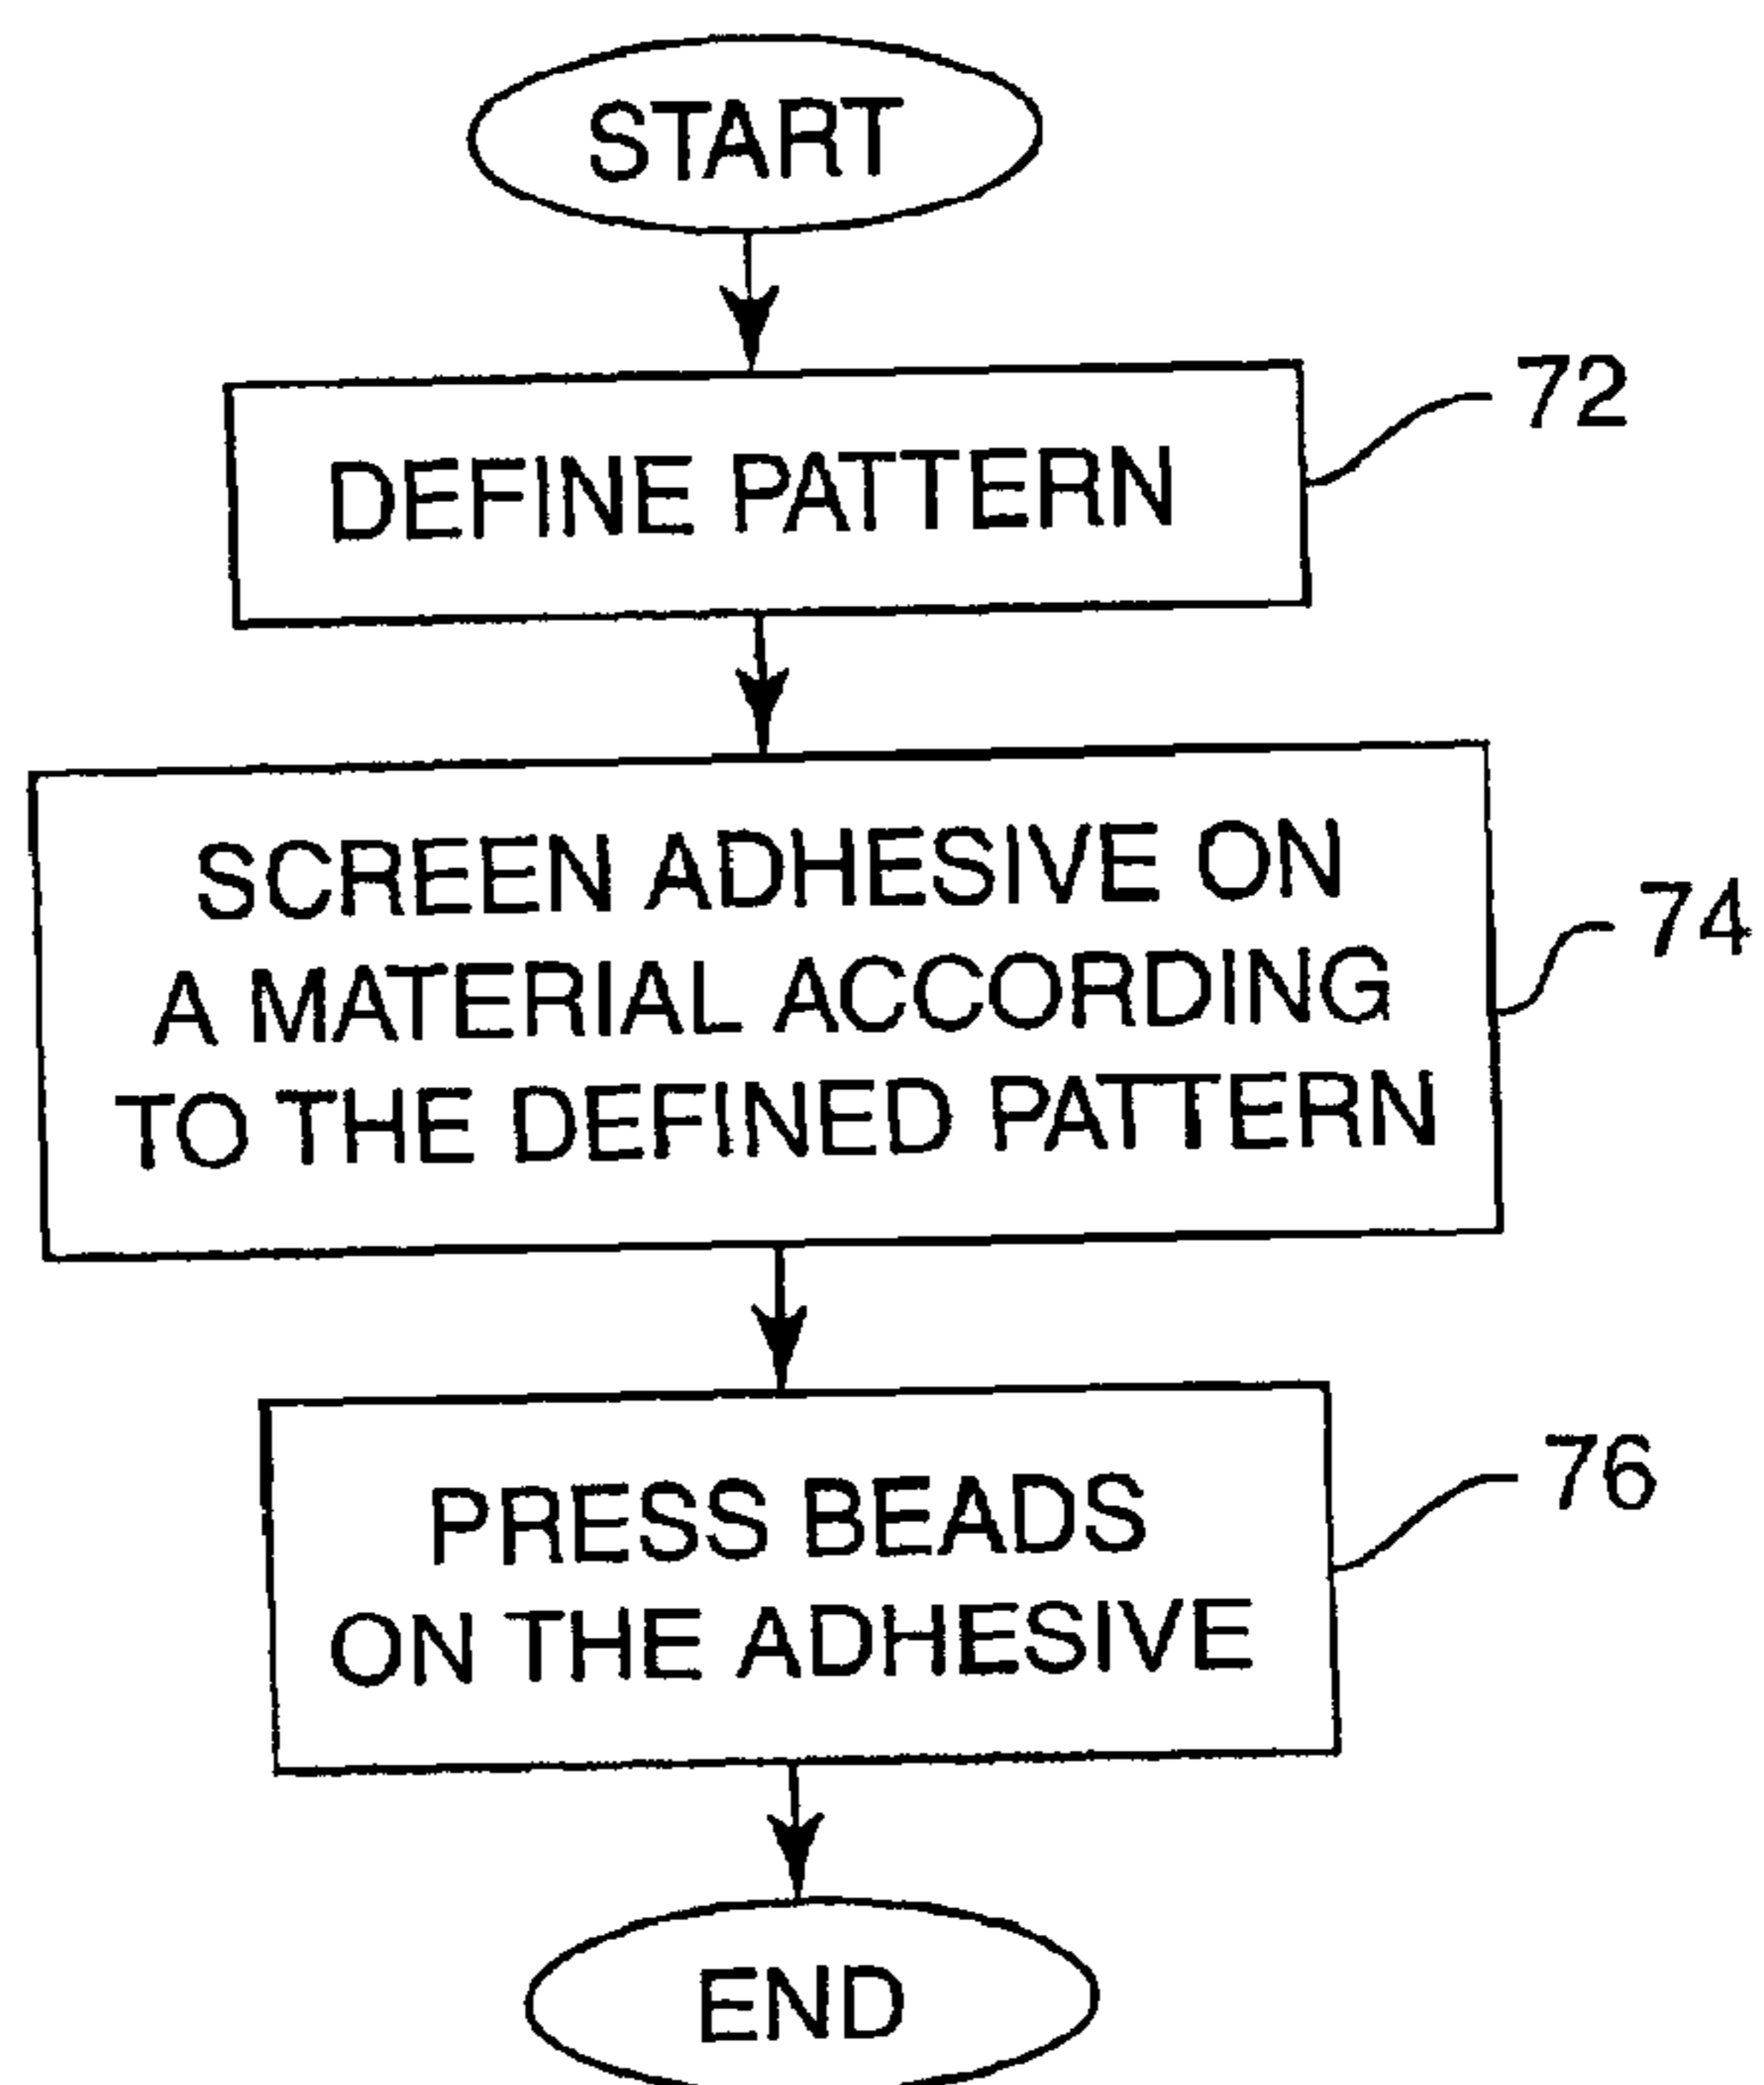 START
DEFINE PATTERN
72
SCREEN ADHESIVE ON
A MATERIAL ACCORDING
TO THE DEFINED PATTERN
74
PRESS BEADS
ON THE ADHESIVE
76
END